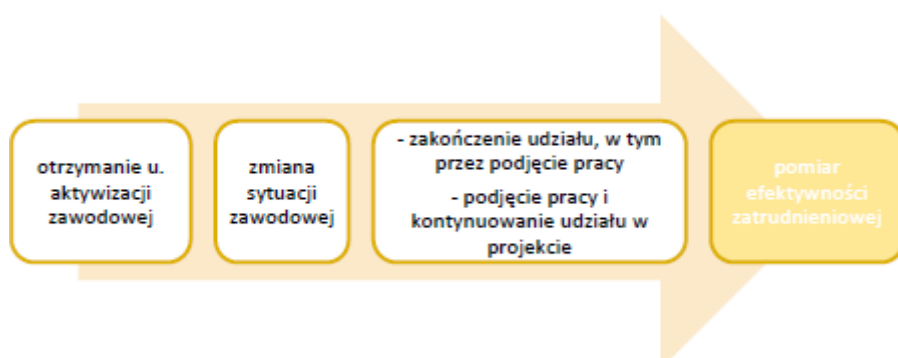 otrzymanie u.
aktywizacji
zawodowej
zmiana
sytuacji
zawodowej
- zakończenie udziału, w tym
przez podjęcie pracy
- podjęcie pracy i
kontynuowanie udziału w
projekcie
pomiar
efektywności
zatrudnieniowej